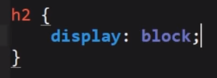 h2 {
    display: block;
}